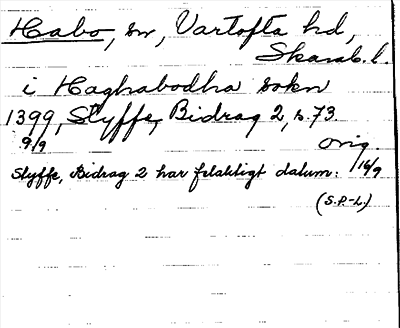 Habo, sn, Vartofta hd,
Skarab. l.
i Haghabodha sokn
1399, Styffe, Bidrag 2, s. 73.
9/9 orig.
Styffe, Bidrag 2 har felaktigt datum: 16/9
(S.P-L.)